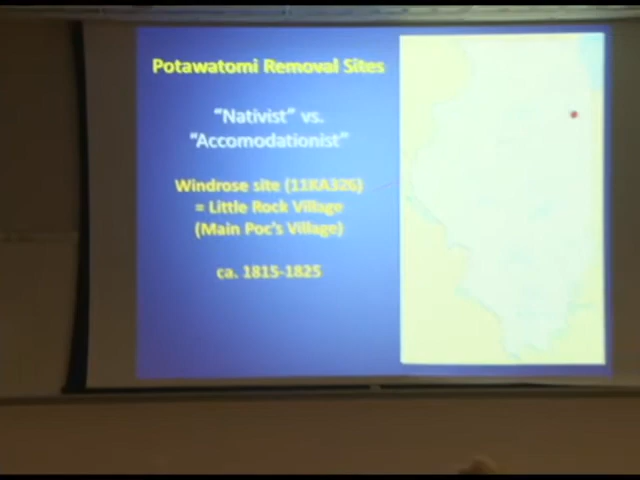 Potawatomi Removal Sites
“Nativist” vs.
“Accomodationist”
Windrose site (11KA326)
= Little Rock Village
(Main Poc's Village)
ca. 1815-1825